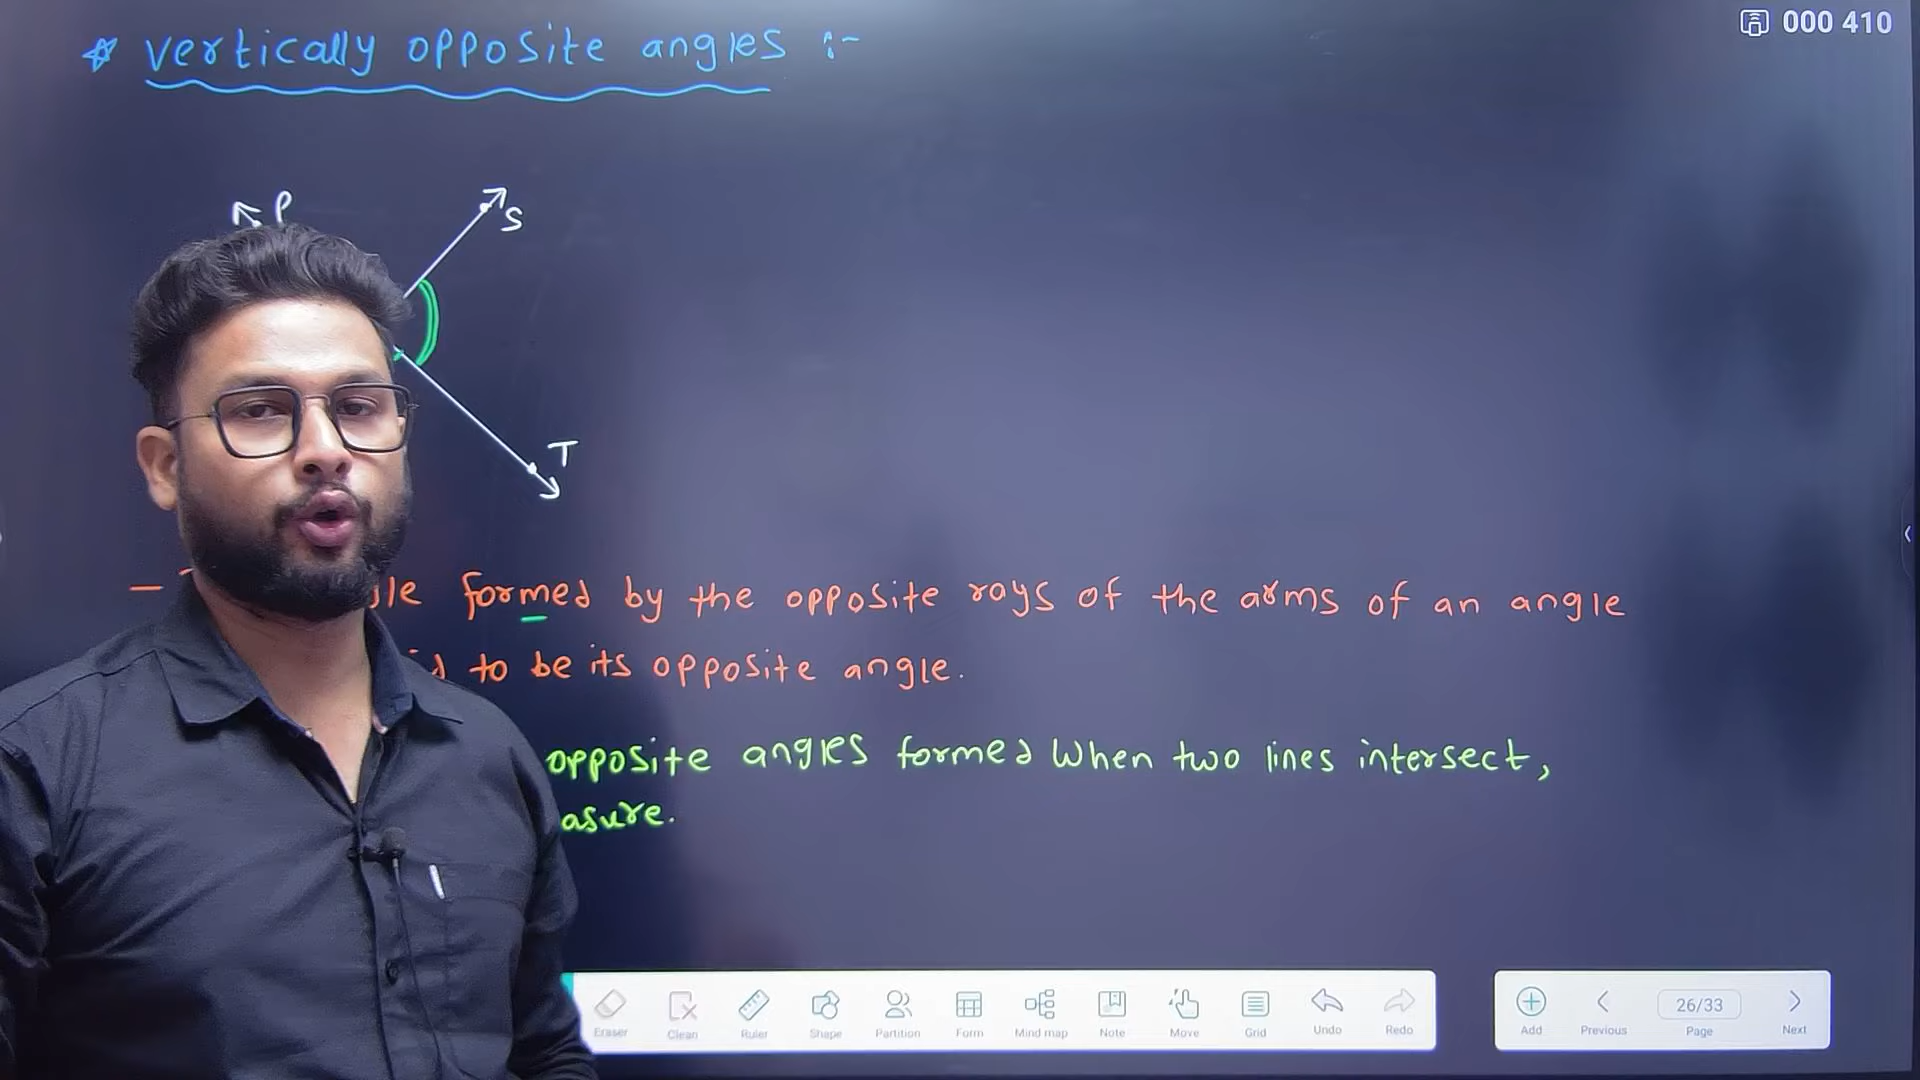 vertically opposite angles :-
000 410
P
S
T
formed by the opposite rays of the arms of an angle
to be its opposite angle.
opposite angles formed when two lines intersect,
Eraser Clean Ruler Shape Partition Form Mind map Note Move Grid Undo Redo
Add Previous 26/33 Page Next